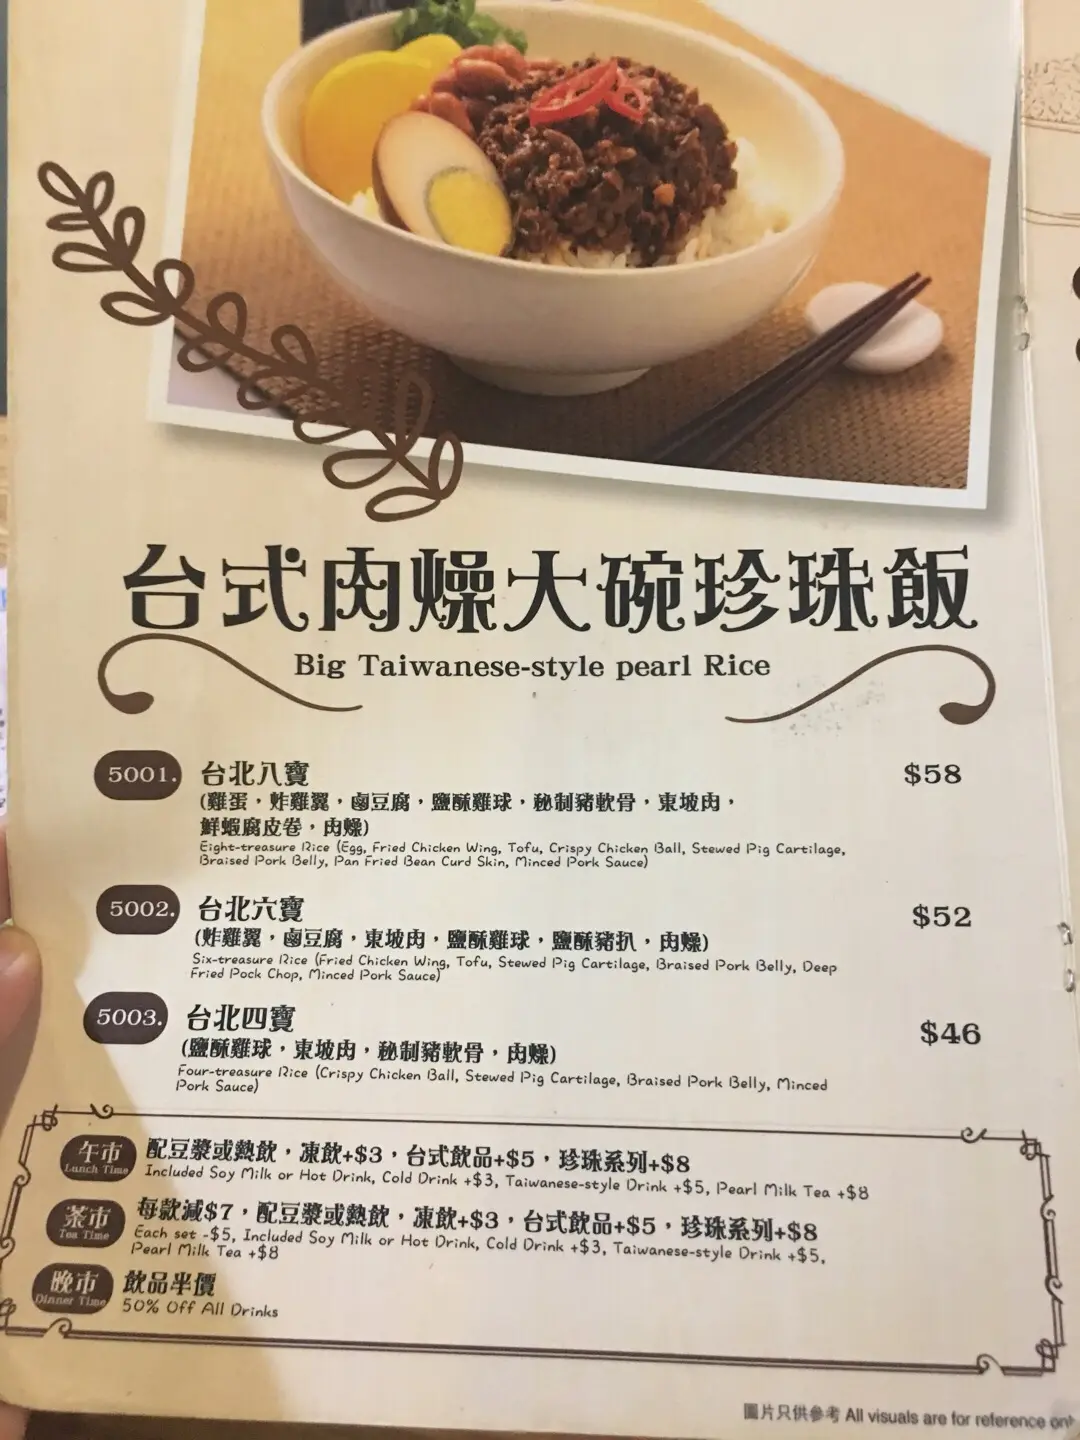 台式肉燥大碗珍珠飯
Big Taiwanese-style pearl Rice
5001. 台北八寶 $58
(雞蛋，炸雞翼，鹵豆腐，鹽酥雞球，秘制豬軟骨，東坡肉，
鮮蝦腐皮卷，肉燥)
Eight-treasure Rice (Egg, Fried Chicken Wing, Tofu, Crispy Chicken Ball, Stewed Pig Cartilage,
Braised Pork Belly, Pan Fried Bean Curd Skin, Minced Pork Sauce)
5002. 台北六寶 $52
(炸雞翼，鹵豆腐，東坡肉，鹽酥雞球，鹽酥豬扒，肉燥)
Six-treasure Rice (Fried Chicken Wing, Tofu, Stewed Pig Cartilage, Braised Pork Belly, Deep
Fried Pock Chop, Minced Pork Sauce)
5003. 台北四寶 $46
(鹽酥雞球，東坡肉，秘制豬軟骨，肉燥)
Four-treasure Rice (Crispy Chicken Ball, Stewed Pig Cartilage, Braised Pork Belly, Minced
Pork Sauce)
午市 配豆漿或熱飲，凍飲+$3，台式飲品+$5，珍珠系列+$8
Lunch Time Included Soy Milk or Hot Drink, Cold Drink +$3, Taiwanese-style Drink +$5, Pearl Milk Tea +$8
茶市 每款減$7，配豆漿或熱飲，凍飲+$3，台式飲品+$5，珍珠系列+$8
Tea Time Each set -$5, Included Soy Milk or Hot Drink, Cold Drink +$3, Taiwanese-style Drink +$5,
Pearl Milk Tea +$8
晚市 飲品半價
Dinner Time 50% Off All Drinks
圖片只供參考 All visuals are for reference